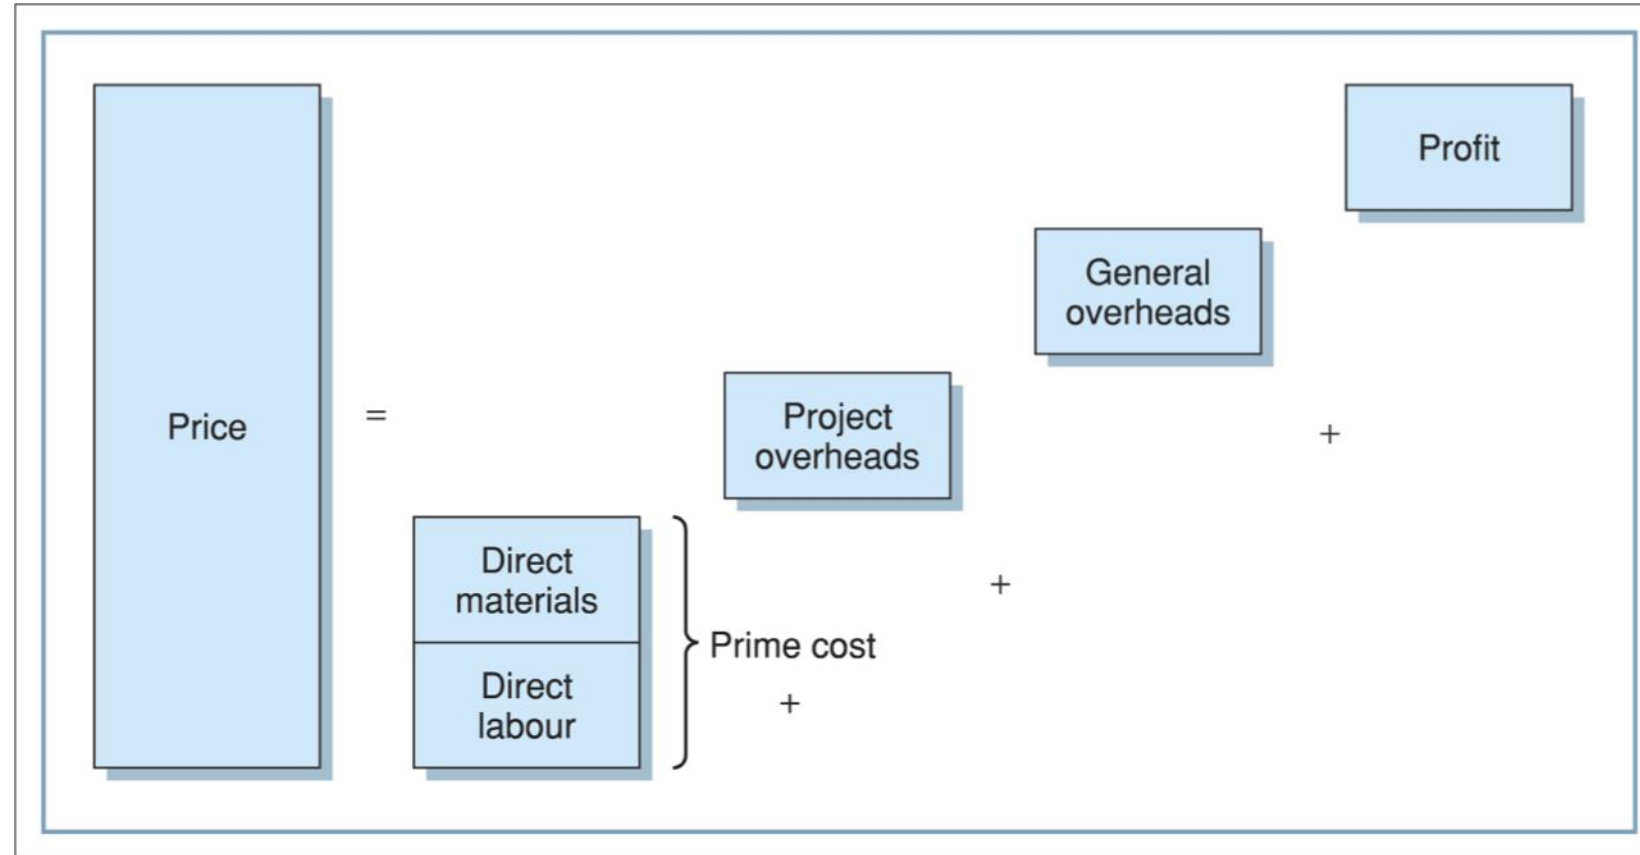 Price
=
Direct
materials
Direct
labour
Prime cost
+
Project
overheads
+
General
overheads
+
Profit